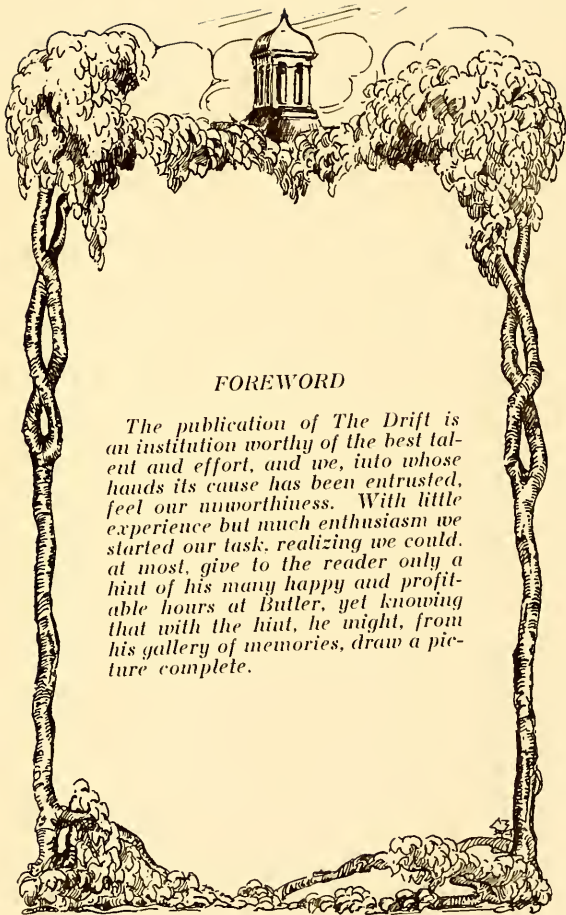 FOREWORD
The publication of The Drift is
an institution worthy of the best tal-
ent and effort, and we, into whose
hands its cause has been entrusted,
feel our unworthiness. With little
experience but much enthusiasm we
started our task, realizing we could,
at most, give to the reader only a
hint of his many happy and profit-
able hours at Butler, yet knowing
that with the hint, he might, from
his gallery of memories, draw a pic-
ture complete.